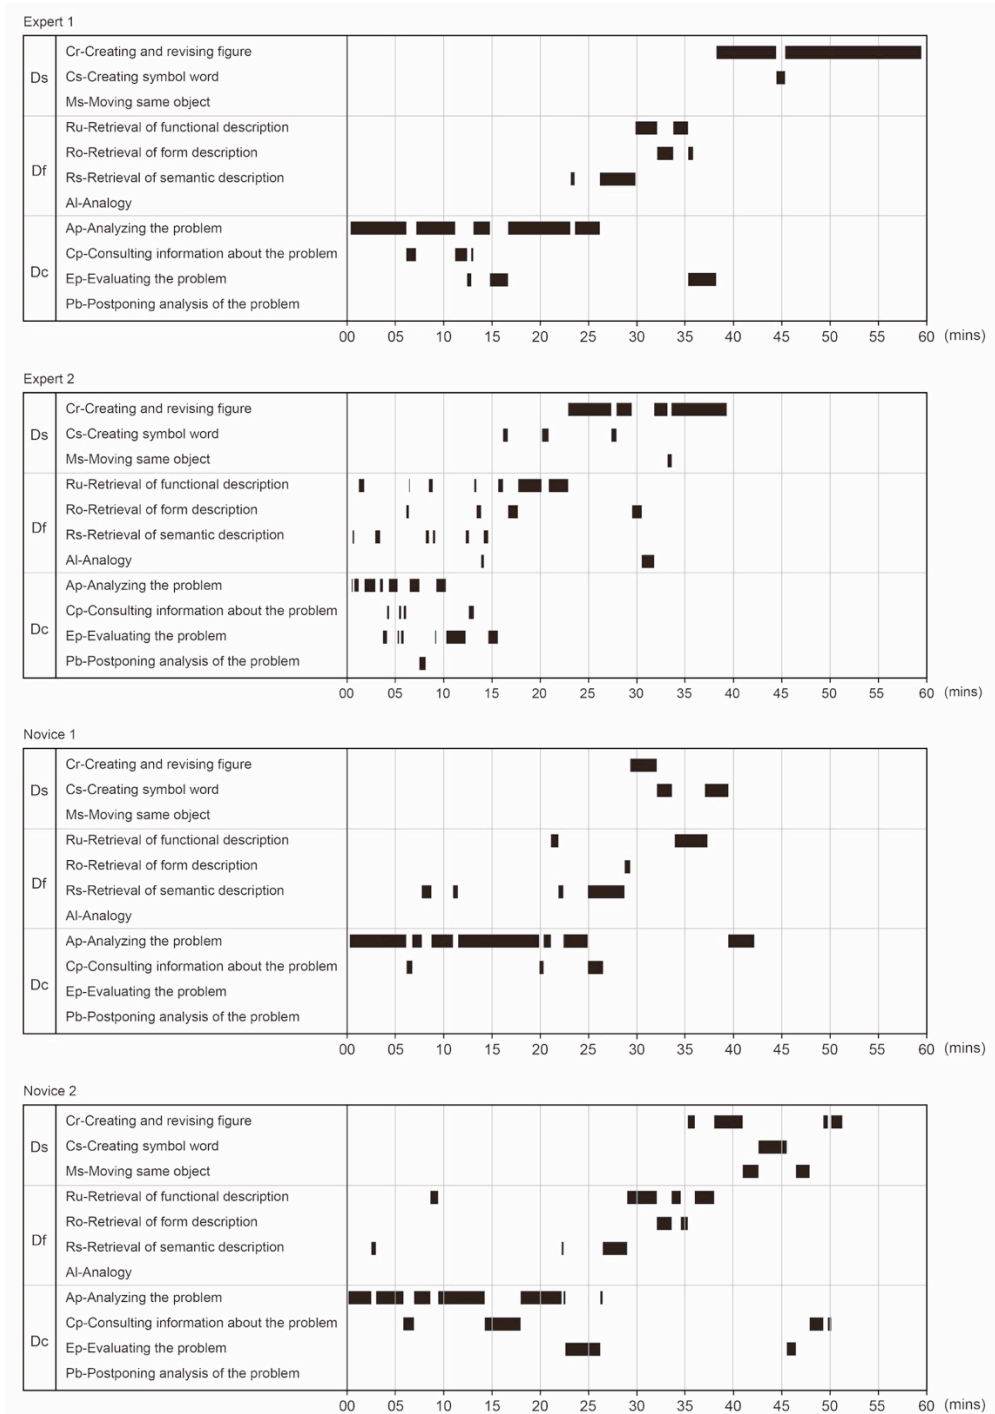 Expert 1
Ds
Cr-Creating and revising figure
Cs-Creating symbol word
Ms-Moving same object
Df
Ru-Retrieval of functional description
Ro-Retrieval of form description
Rs-Retrieval of semantic description
Al-Analogy
Dc
Ap-Analyzing the problem
Cp-Consulting information about the problem
Ep-Evaluating the problem
Pb-Postponing analysis of the problem
00 05 10 15 20 25 30 35 40 45 50 55 60 (mins)
Expert 2
Ds
Cr-Creating and revising figure
Cs-Creating symbol word
Ms-Moving same object
Df
Ru-Retrieval of functional description
Ro-Retrieval of form description
Rs-Retrieval of semantic description
Al-Analogy
Dc
Ap-Analyzing the problem
Cp-Consulting information about the problem
Ep-Evaluating the problem
Pb-Postponing analysis of the problem
00 05 10 15 20 25 30 35 40 45 50 55 60 (mins)
Novice 1
Ds
Cr-Creating and revising figure
Cs-Creating symbol word
Ms-Moving same object
Df
Ru-Retrieval of functional description
Ro-Retrieval of form description
Rs-Retrieval of semantic description
Al-Analogy
Dc
Ap-Analyzing the problem
Cp-Consulting information about the problem
Ep-Evaluating the problem
Pb-Postponing analysis of the problem
00 05 10 15 20 25 30 35 40 45 50 55 60 (mins)
Novice 2
Ds
Cr-Creating and revising figure
Cs-Creating symbol word
Ms-Moving same object
Df
Ru-Retrieval of functional description
Ro-Retrieval of form description
Rs-Retrieval of semantic description
Al-Analogy
Dc
Ap-Analyzing the problem
Cp-Consulting information about the problem
Ep-Evaluating the problem
Pb-Postponing analysis of the problem
00 05 10 15 20 25 30 35 40 45 50 55 60 (mins)